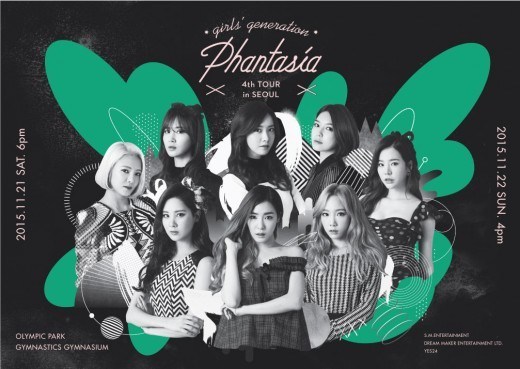 girls' generation
Phantasia
4th TOUR
in SEOUL
2015.11.21 SAT. 6pm
2015.11.22 SUN. 4pm
OLYMPIC PARK
GYMNASTICS GYMNASIUM
S.M.ENTERTAINMENT
DREAM MAKER ENTERTAINMENT LTD.
YES24